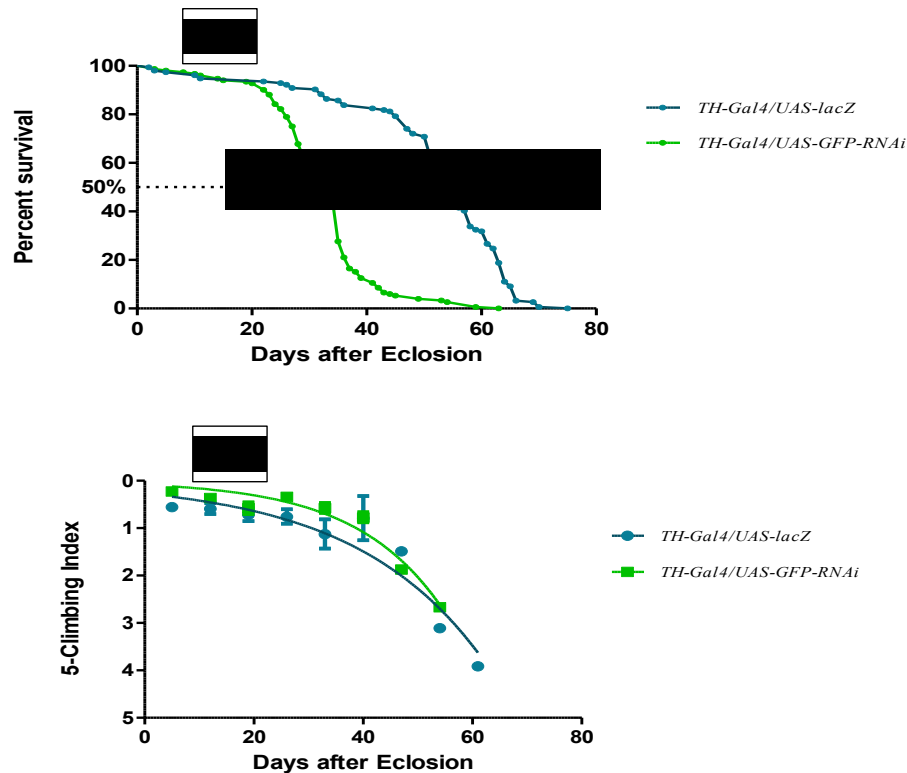 100
80
60
50%
40
20
0
Percent survival
0 20 40 60 80
Days after Eclosion
TH-Gal4/UAS-lacZ
TH-Gal4/UAS-GFP-RNAi
0
1
2
3
4
5
5-Climbing Index
0 20 40 60 80
Days after Eclosion
TH-Gal4/UAS-lacZ
TH-Gal4/UAS-GFP-RNAi